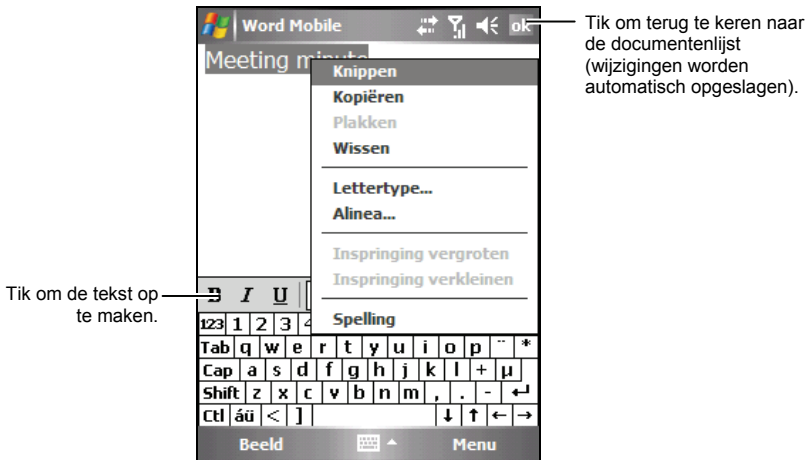 Word Mobile ok
Meeting minute
Knippen
Kopiëren
Plakken
Wissen
Lettertype...
Alinea...
Inspringing vergroten
Inspringing verkleinen
Spelling
B I U
123 1 2 3 4
Tab q w e r t y u i o p ¨ *
Cap a s d f g h j k l + µ
Shift z x c v b n m , . - ↵
Ctl áü < ] ↓ ↑ ← →
Beeld Menu
Tik om terug te keren naar
de documentenlijst
(wijzigingen worden
automatisch opgeslagen).
Tik om de tekst op
te maken.